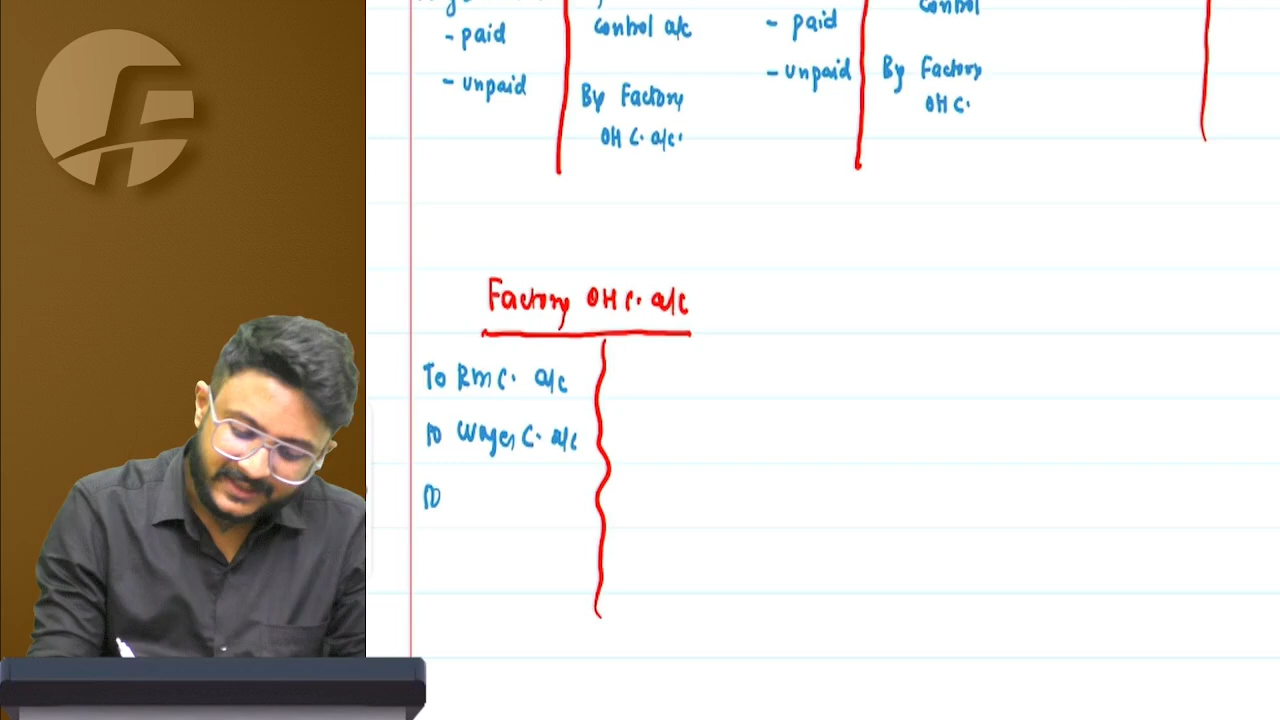 - paid
- unpaid
control a/c
By Factory
OH C. a/c.
- paid
- unpaid
control
By Factory
OH C.
Factory OH C. a/c
To RMC. a/c
To Wages C. a/c
To